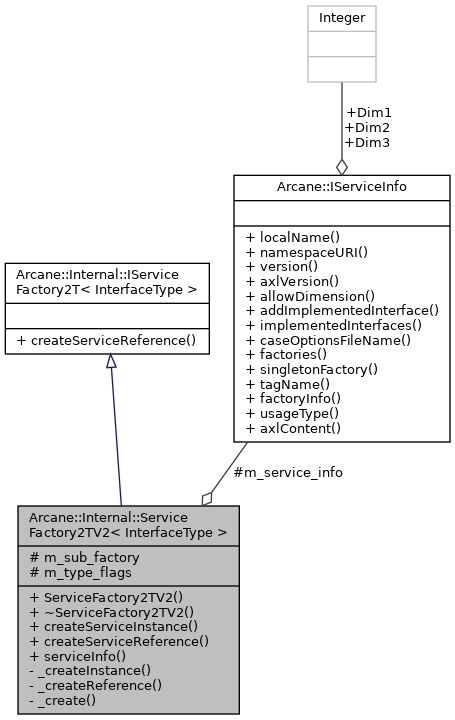 Integer
+Dim1
+Dim2
+Dim3
Arcane::IServiceInfo
+ localName()
+ namespaceURI()
+ version()
+ axlVersion()
+ allowDimension()
+ addImplementedInterface()
+ implementedInterfaces()
+ caseOptionsFileName()
+ factories()
+ singletonFactory()
+ tagName()
+ factoryInfo()
+ usageType()
+ axlContent()
Arcane::Internal::IService
Factory2T< InterfaceType >
+ createServiceReference()
#m_service_info
Arcane::Internal::Service
Factory2TV2< InterfaceType >
# m_sub_factory
# m_type_flags
+ ServiceFactory2TV2()
+ ~ServiceFactory2TV2()
+ createServiceInstance()
+ createServiceReference()
+ serviceInfo()
- _createInstance()
- _createReference()
- _create()